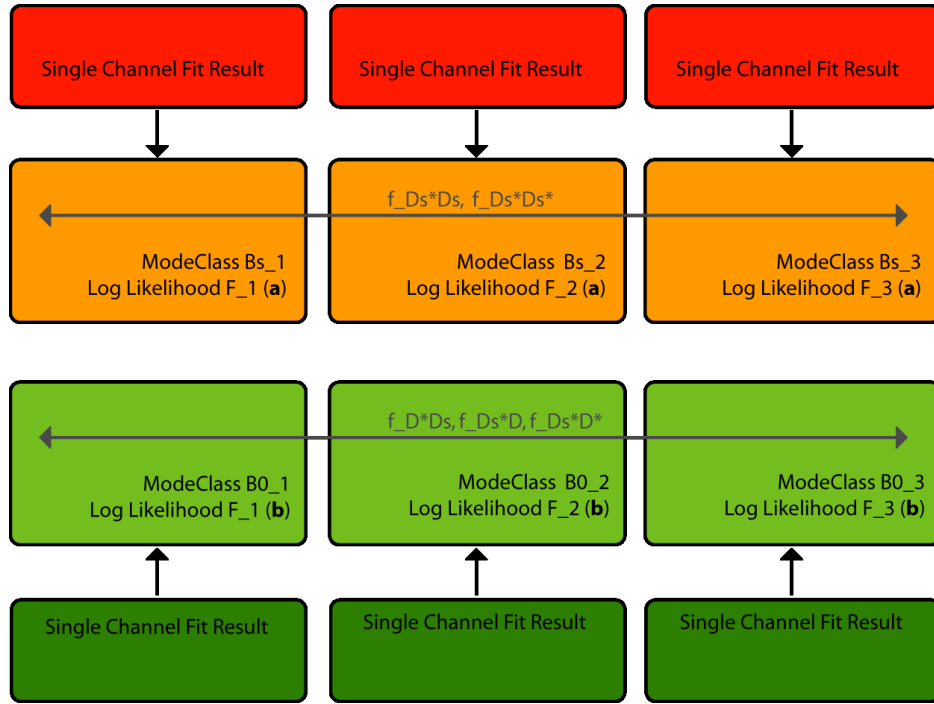 Single Channel Fit Result
Single Channel Fit Result
Single Channel Fit Result
f_Ds*Ds, f_Ds*Ds*
ModeClass Bs_1
Log Likelihood F_1 (a)
ModeClass Bs_2
Log Likelihood F_2 (a)
ModeClass Bs_3
Log Likelihood F_3 (a)
f_D*Ds, f_Ds*D, f_Ds*D*
ModeClass B0_1
Log Likelihood F_1 (b)
ModeClass B0_2
Log Likelihood F_2 (b)
ModeClass B0_3
Log Likelihood F_3 (b)
Single Channel Fit Result
Single Channel Fit Result
Single Channel Fit Result